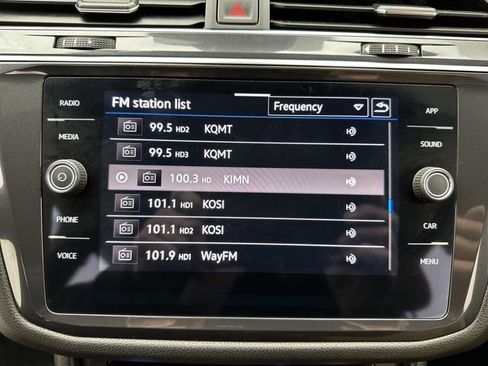 RADIO
MEDIA
PHONE
VOICE
FM station list
Frequency
99.5 HD2 KQMT
99.5 HD3 KQMT
100.3 HD KIMN
101.1 HD1 KOSI
101.1 HD2 KOSI
101.9 HD1 WayFM
APP
SOUND
CAR
MENU